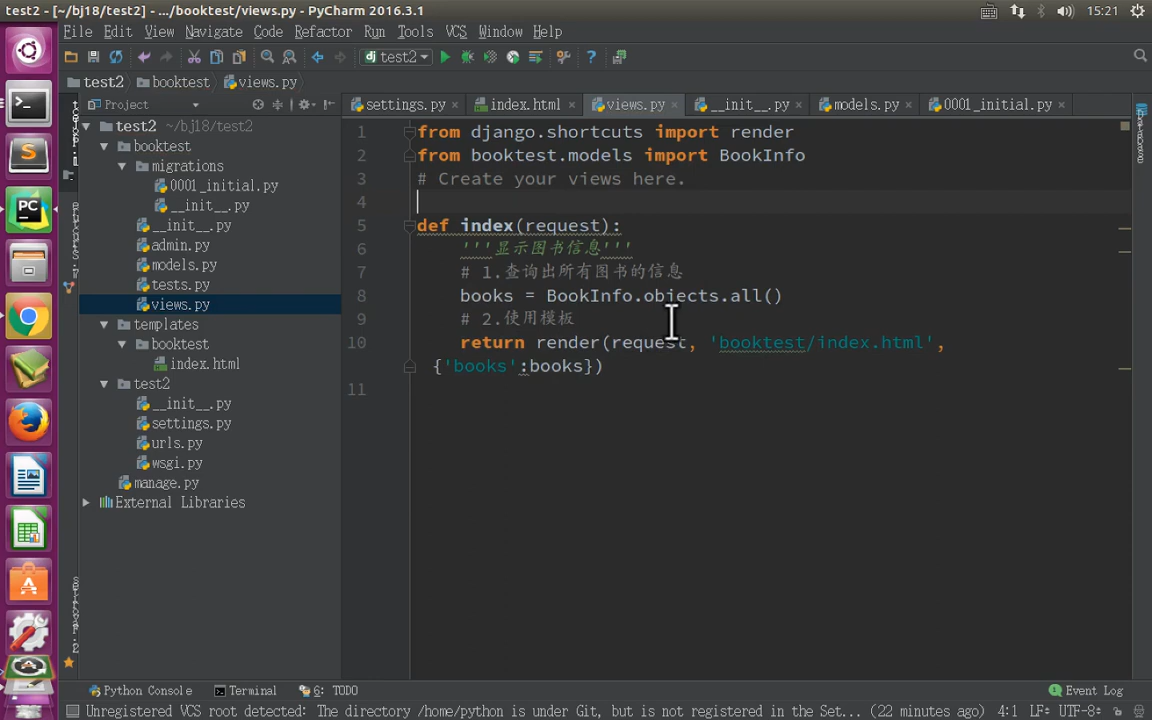 test2 - [~/bj18/test2] - .../booktest/views.py - PyCharm 2016.3.1
15:21
File Edit View Navigate Code Refactor Run Tools VCS Window Help
dj test2
test2 booktest views.py
Project
settings.py index.html views.py __init__.py models.py 0001_initial.py
test2 ~/bj18/test2
booktest
migrations
0001_initial.py
__init__.py
__init__.py
admin.py
models.py
tests.py
views.py
templates
booktest
index.html
test2
__init__.py
settings.py
urls.py
wsgi.py
manage.py
External Libraries
1 from django.shortcuts import render
2 from booktest.models import BookInfo
3 # Create your views here.
4
5 def index(request):
6 '''显示图书信息'''
7 # 1.查询出所有图书的信息
8 books = BookInfo.objects.all()
9 # 2.使用模板
10 return render(request, 'booktest/index.html',
{'books':books})
11
Python Console Terminal 6: TODO
1 Event Log
Unregistered VCS root detected: The directory /home/python is under Git, but is not registered in the Set... (22 minutes ago) 4:1 LF÷ UTF-8÷